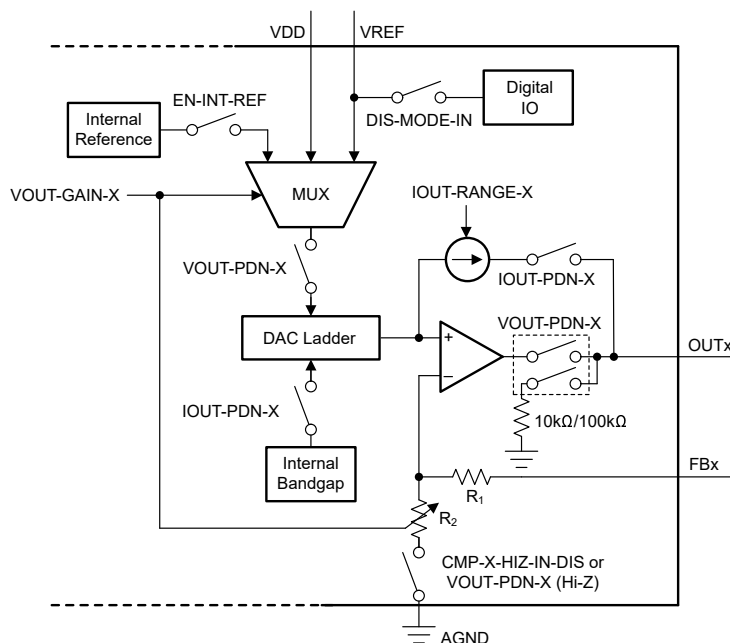 VDD
VREF
EN-INT-REF
Internal
Reference
Digital
IO
DIS-MODE-IN
VOUT-GAIN-X
MUX
IOUT-RANGE-X
VOUT-PDN-X
IOUT-PDN-X
DAC Ladder
VOUT-PDN-X
+
–
OUTx
IOUT-PDN-X
10kΩ/100kΩ
Internal
Bandgap
FBx
R1
R2
CMP-X-HIZ-IN-DIS or
VOUT-PDN-X (Hi-Z)
AGND